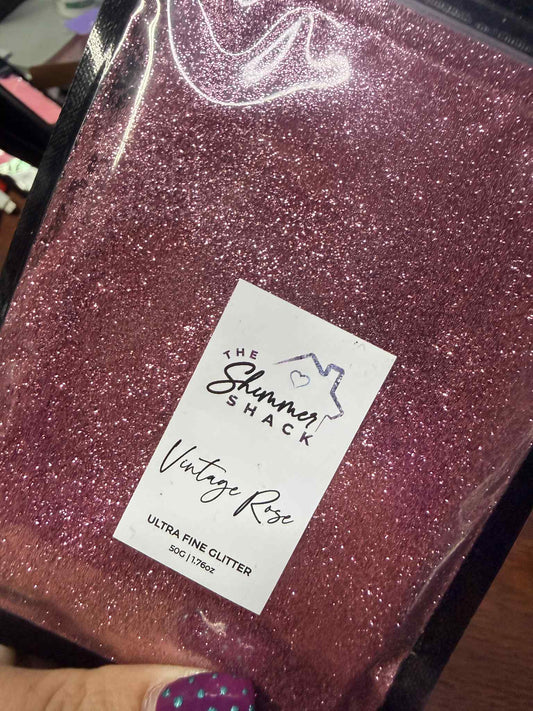 THE
Shimmer
SHACK
Vintage Rose
ULTRA FINE GLITTER
50G | 1.76oz